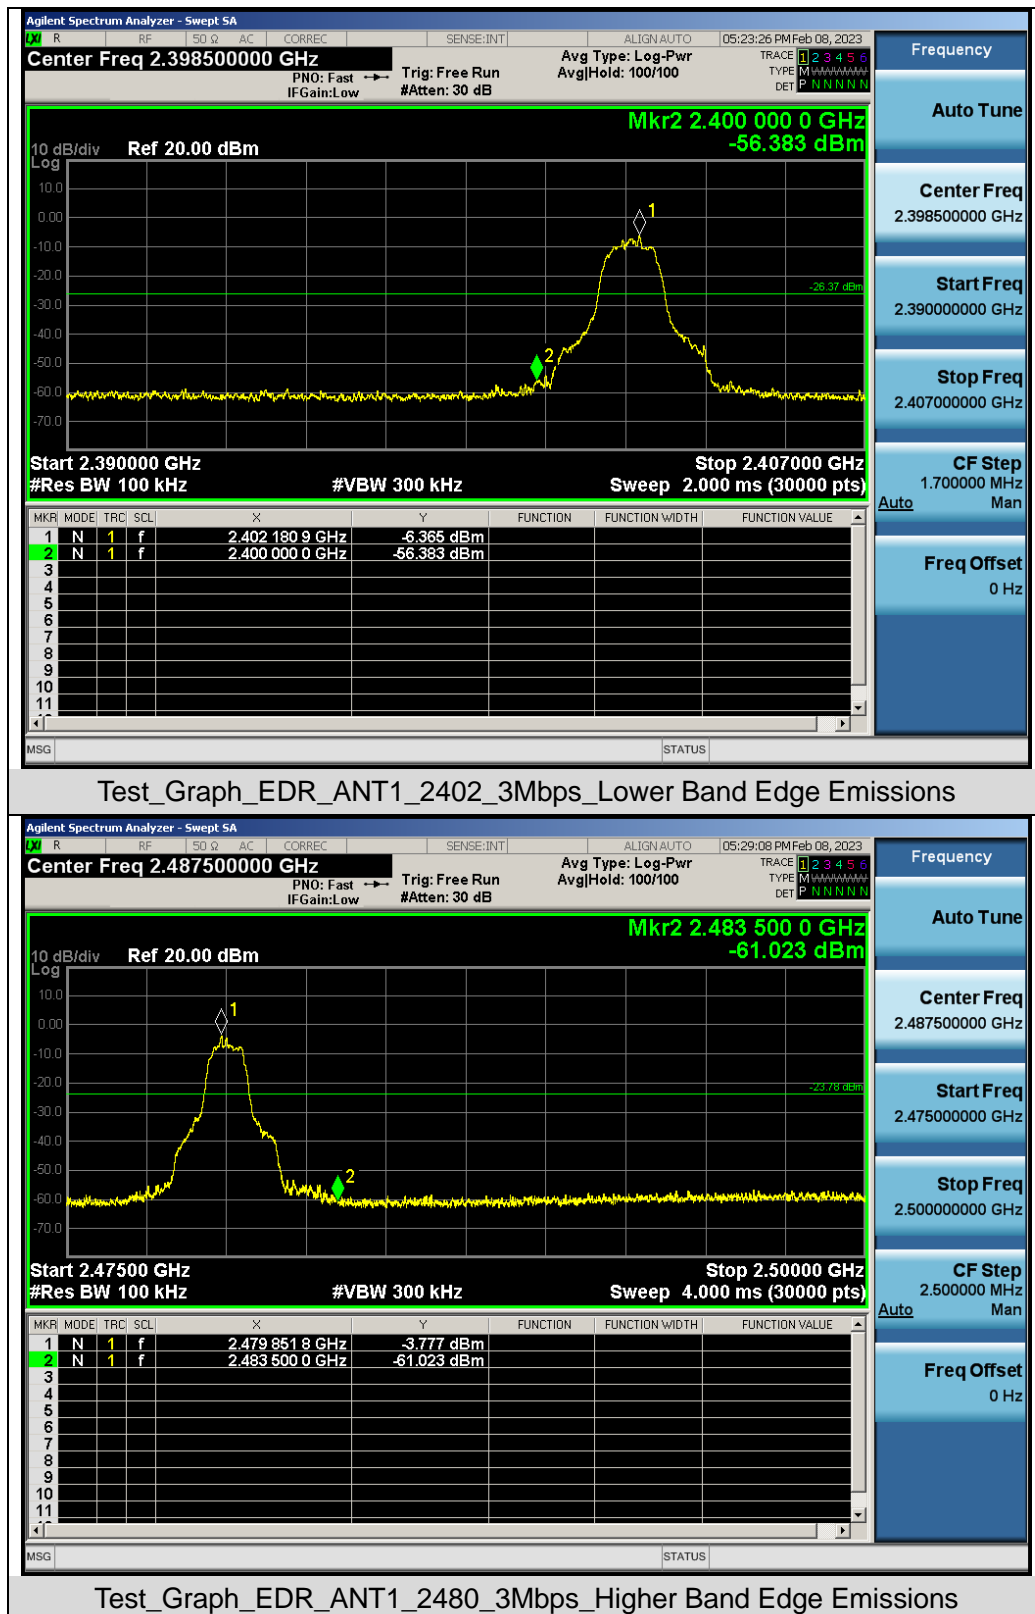 Agilent Spectrum Analyzer - Swept SA
LXI R RF 50 Ω AC CORREC SENSE:INT ALIGN AUTO 05:23:26 PM Feb 08, 2023
Center Freq 2.398500000 GHz
PNO: Fast
IFGain:Low
Trig: Free Run
#Atten: 30 dB
Avg Type: Log-Pwr
Avg|Hold: 100/100
TRACE 1 2 3 4 5 6
TYPE M W W W W W
DET P N N N N N
Mkr2 2.400 000 0 GHz
-56.383 dBm
10 dB/div Ref 20.00 dBm
Log
10.0
0.00
-10.0
-20.0
-30.0
-40.0
-50.0
-60.0
-70.0
1
2
-26.37 dBm
Start 2.390000 GHz Stop 2.407000 GHz
#Res BW 100 kHz #VBW 300 kHz Sweep 2.000 ms (30000 pts)
MKR MODE TRC SCL X Y FUNCTION FUNCTION WIDTH FUNCTION VALUE
1 N 1 f 2.402 180 9 GHz -6.365 dBm
2 N 1 f 2.400 000 0 GHz -56.383 dBm
3
4
5
6
7
8
9
10
11
MSG STATUS
Frequency
Auto Tune
Center Freq
2.398500000 GHz
Start Freq
2.390000000 GHz
Stop Freq
2.407000000 GHz
CF Step
1.700000 MHz
Auto Man
Freq Offset
0 Hz
Test_Graph_EDR_ANT1_2402_3Mbps_Lower Band Edge Emissions
Agilent Spectrum Analyzer - Swept SA
LXI R RF 50 Ω AC CORREC SENSE:INT ALIGN AUTO 05:29:08 PM Feb 08, 2023
Center Freq 2.487500000 GHz
PNO: Fast
IFGain:Low
Trig: Free Run
#Atten: 30 dB
Avg Type: Log-Pwr
Avg|Hold: 100/100
TRACE 1 2 3 4 5 6
TYPE M W W W W W
DET P N N N N N
Mkr2 2.483 500 0 GHz
-61.023 dBm
10 dB/div Ref 20.00 dBm
Log
10.0
0.00
-10.0
-20.0
-30.0
-40.0
-50.0
-60.0
-70.0
1
2
-23.78 dBm
Start 2.47500 GHz Stop 2.50000 GHz
#Res BW 100 kHz #VBW 300 kHz Sweep 4.000 ms (30000 pts)
MKR MODE TRC SCL X Y FUNCTION FUNCTION WIDTH FUNCTION VALUE
1 N 1 f 2.479 851 8 GHz -3.777 dBm
2 N 1 f 2.483 500 0 GHz -61.023 dBm
3
4
5
6
7
8
9
10
11
MSG STATUS
Frequency
Auto Tune
Center Freq
2.487500000 GHz
Start Freq
2.475000000 GHz
Stop Freq
2.500000000 GHz
CF Step
2.500000 MHz
Auto Man
Freq Offset
0 Hz
Test_Graph_EDR_ANT1_2480_3Mbps_Higher Band Edge Emissions